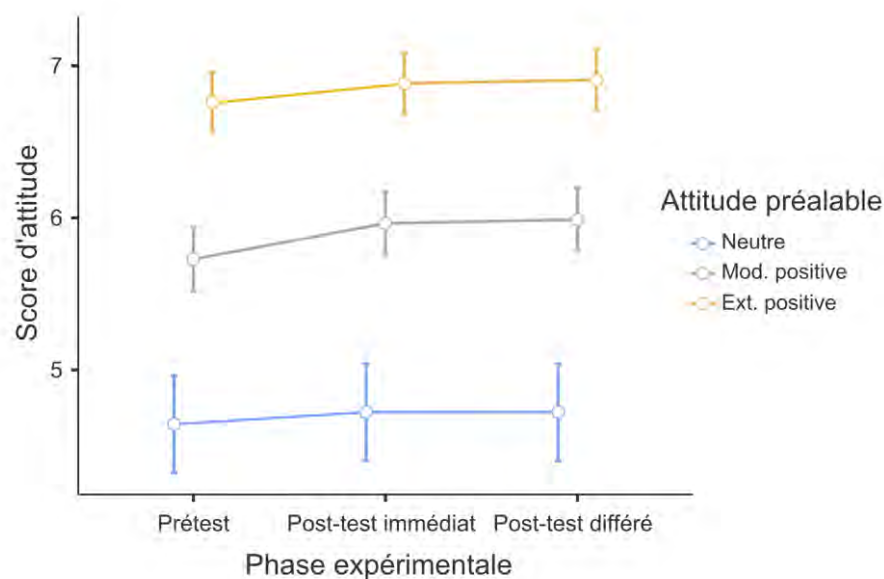 7
6
5
Score d'attitude
Prétest
Post-test immédiat
Post-test différé
Phase expérimentale
Attitude préalable
Neutre
Mod. positive
Ext. positive